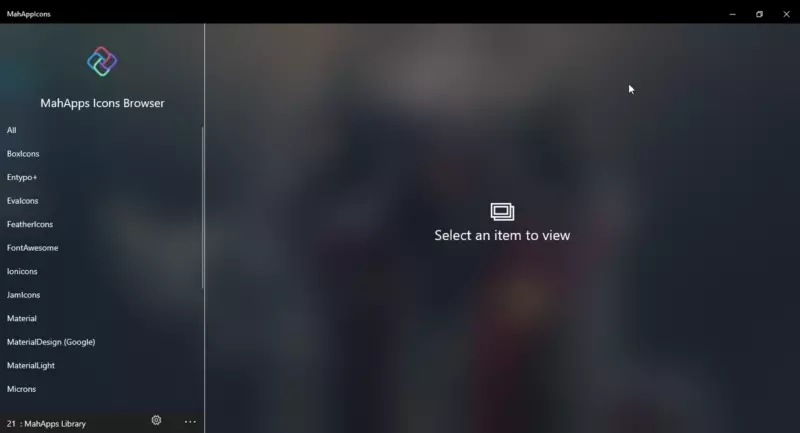 MahAppIcons
MahApps Icons Browser
All
BoxIcons
Entypo+
EvaIcons
FeatherIcons
FontAwesome
Ionicons
JamIcons
Material
MaterialDesign (Google)
MaterialLight
Microns
21 : MahApps Library
Select an item to view